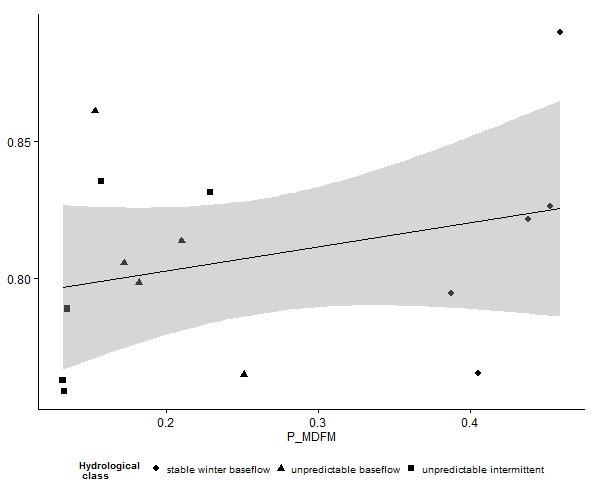 0.85
0.80
0.2 0.3 0.4
P_MDFM
Hydrological
class
stable winter baseflow unpredictable baseflow unpredictable intermittent